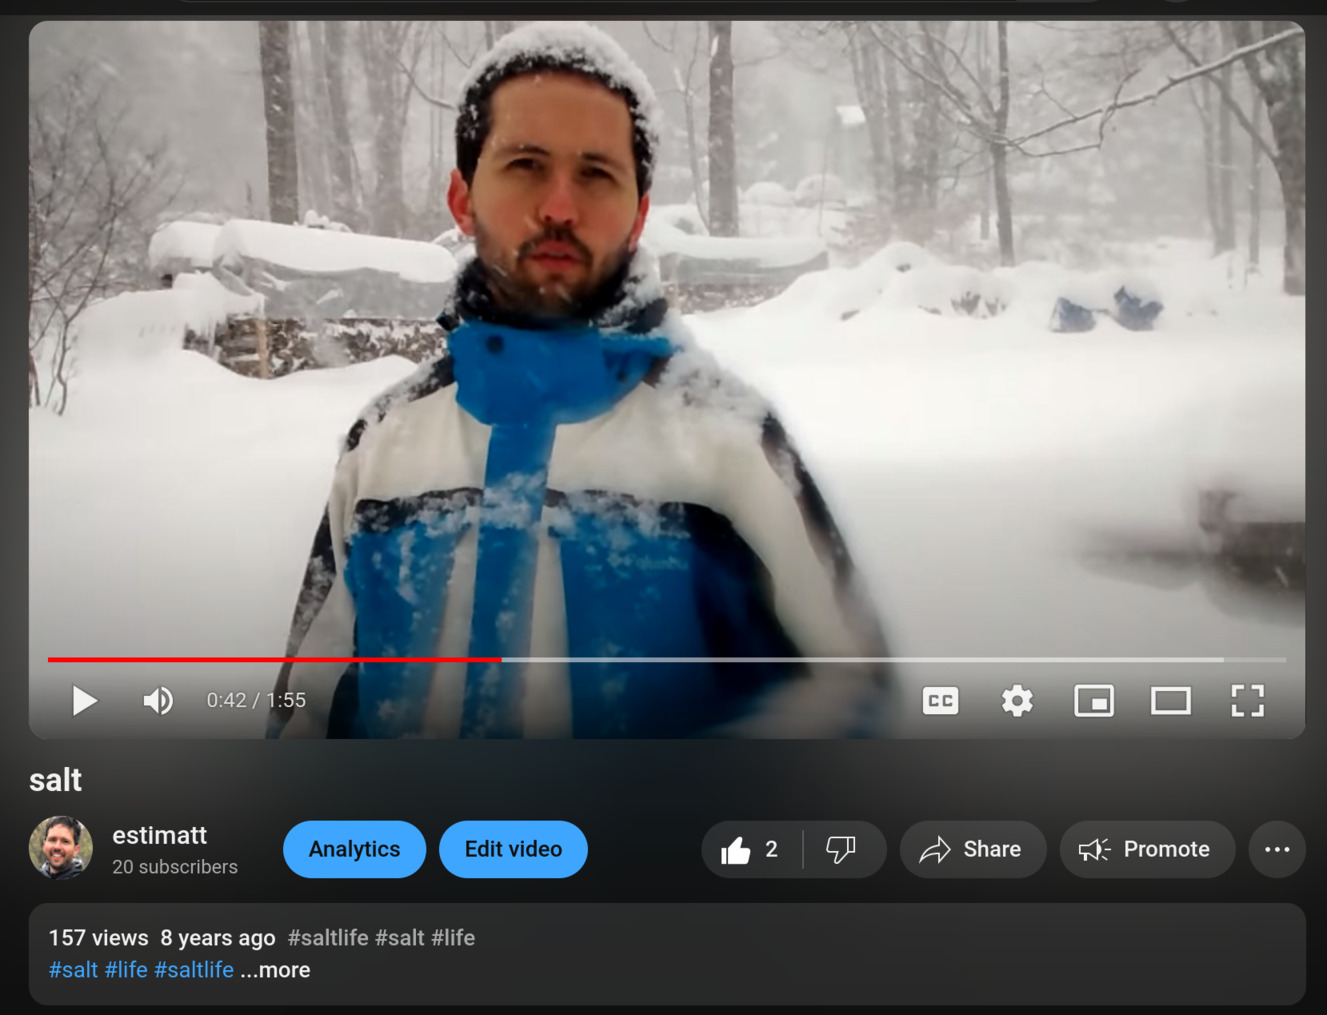 0:42 / 1:55
CC
salt
estimatt
20 subscribers
Analytics
Edit video
2
Share
Promote
157 views 8 years ago #saltlife #salt #life
#salt #life #saltlife ...more